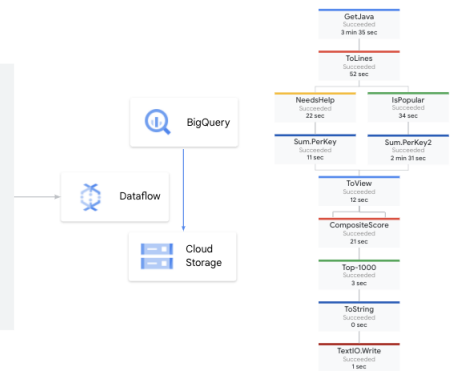 BigQuery
Dataflow
Cloud
Storage
GetJava
Succeeded
3 min 35 sec
ToLines
Succeeded
52 sec
NeedsHelp
Succeeded
22 sec
IsPopular
Succeeded
34 sec
Sum.PerKey
Succeeded
11 sec
Sum.PerKey2
Succeeded
2 min 31 sec
ToView
Succeeded
12 sec
CompositeScore
Succeeded
21 sec
Top-1000
Succeeded
3 sec
ToString
Succeeded
0 sec
TextIO.Write
Succeeded
1 sec